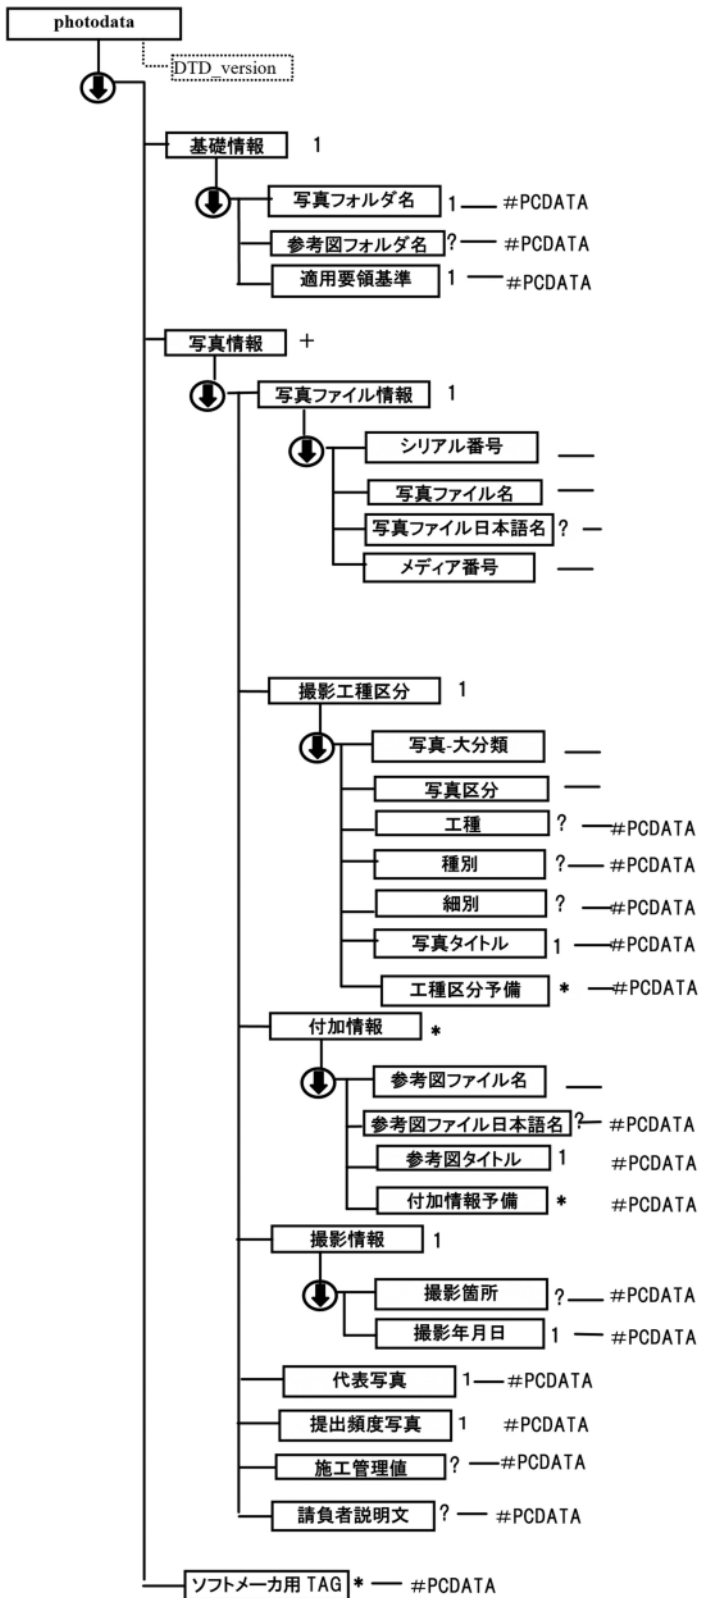 photodata
DTD_version
基礎情報 1
写真フォルダ名 1 #PCDATA
参考図フォルダ名 ? #PCDATA
適用要領基準 1 #PCDATA
写真情報 +
写真ファイル情報 1
シリアル番号
写真ファイル名
写真ファイル日本語名 ?
メディア番号
撮影工種区分 1
写真-大分類
写真区分
工種 ? #PCDATA
種別 ? #PCDATA
細別 ? #PCDATA
写真タイトル 1 #PCDATA
工種区分予備 * #PCDATA
付加情報 *
参考図ファイル名
参考図ファイル日本語名 ? #PCDATA
参考図タイトル 1 #PCDATA
付加情報予備 * #PCDATA
撮影情報 1
撮影箇所 ? #PCDATA
撮影年月日 1 #PCDATA
代表写真 1 #PCDATA
提出頻度写真 1 #PCDATA
施工管理値 ? #PCDATA
請負者説明文 ? #PCDATA
ソフトメーカ用 TAG * #PCDATA